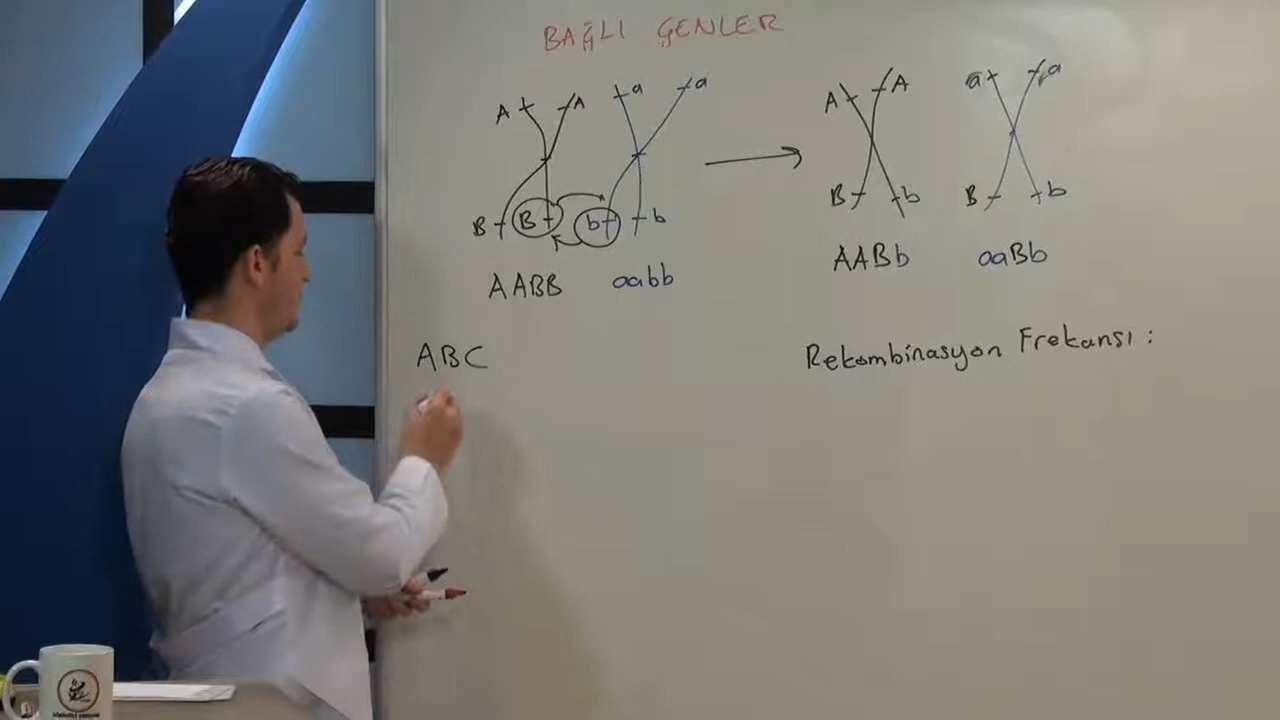 BAĞLI GENLER
A A a a
B B b b
AABB aabb
A A a a
B b B b
AABb aaBb
ABC
Rekombinasyon Frekansı :